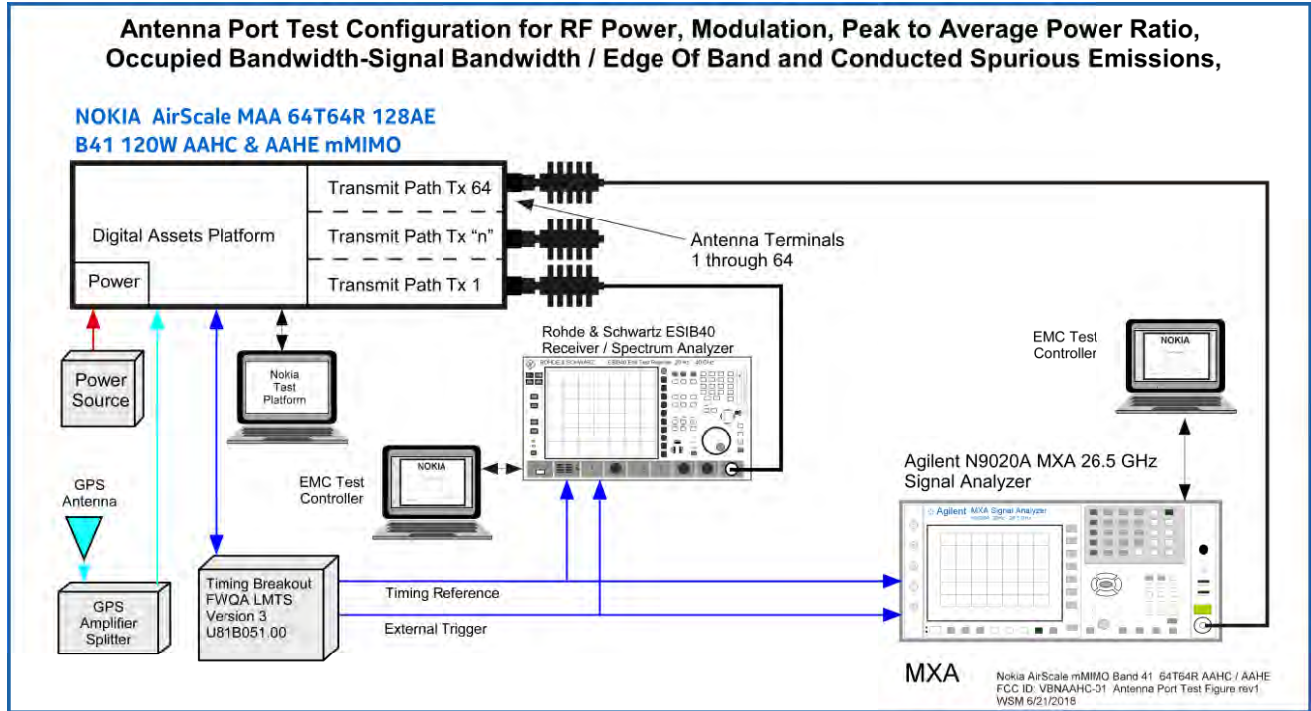 Antenna Port Test Configuration for RF Power, Modulation, Peak to Average Power Ratio,
Occupied Bandwidth-Signal Bandwidth / Edge Of Band and Conducted Spurious Emissions,
NOKIA AirScale MAA 64T64R 128AE
B41 120W AAHC & AAHE mMIMO
Transmit Path Tx 64
Digital Assets Platform
Transmit Path Tx "n"
Power
Transmit Path Tx 1
Antenna Terminals
1 through 64
Rohde & Schwartz ESIB40
Receiver / Spectrum Analyzer
ROHDE & SCHWARZ
EMC Test
Controller
NOKIA
Power
Source
Nokia
Test
Platform
GPS
Antenna
EMC Test
Controller
NOKIA
Agilent N9020A MXA 26.5 GHz
Signal Analyzer
Agilent MXA Signal Analyzer
GPS
Amplifier
Splitter
Timing Breakout
FWQA LMTS
Version 3
U81B051.00
Timing Reference
External Trigger
MXA
Nokia AirScale mMIMO Band 41 64T64R AAHC / AAHE
FCC ID: VBNAAHC-01 Antenna Port Test Figure rev1
WSM 6/21/2018